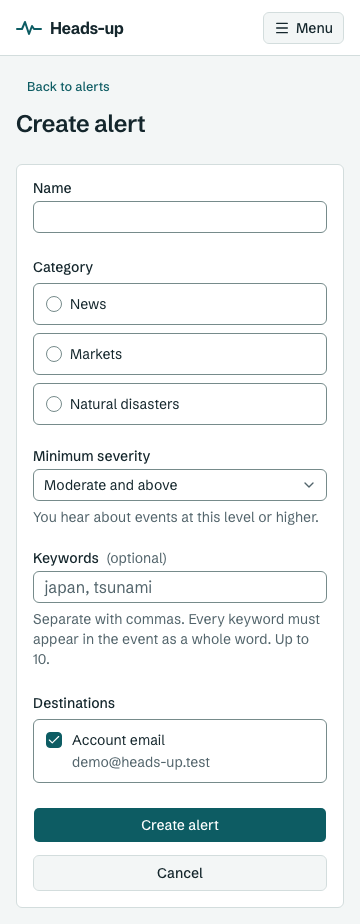 Heads-up
Menu
Back to alerts
Create alert
Name
Category
News
Markets
Natural disasters
Minimum severity
Moderate and above
You hear about events at this level or higher.
Keywords (optional)
japan, tsunami
Separate with commas. Every keyword must
appear in the event as a whole word. Up to
10.
Destinations
Account email
demo@heads-up.test
Create alert
Cancel